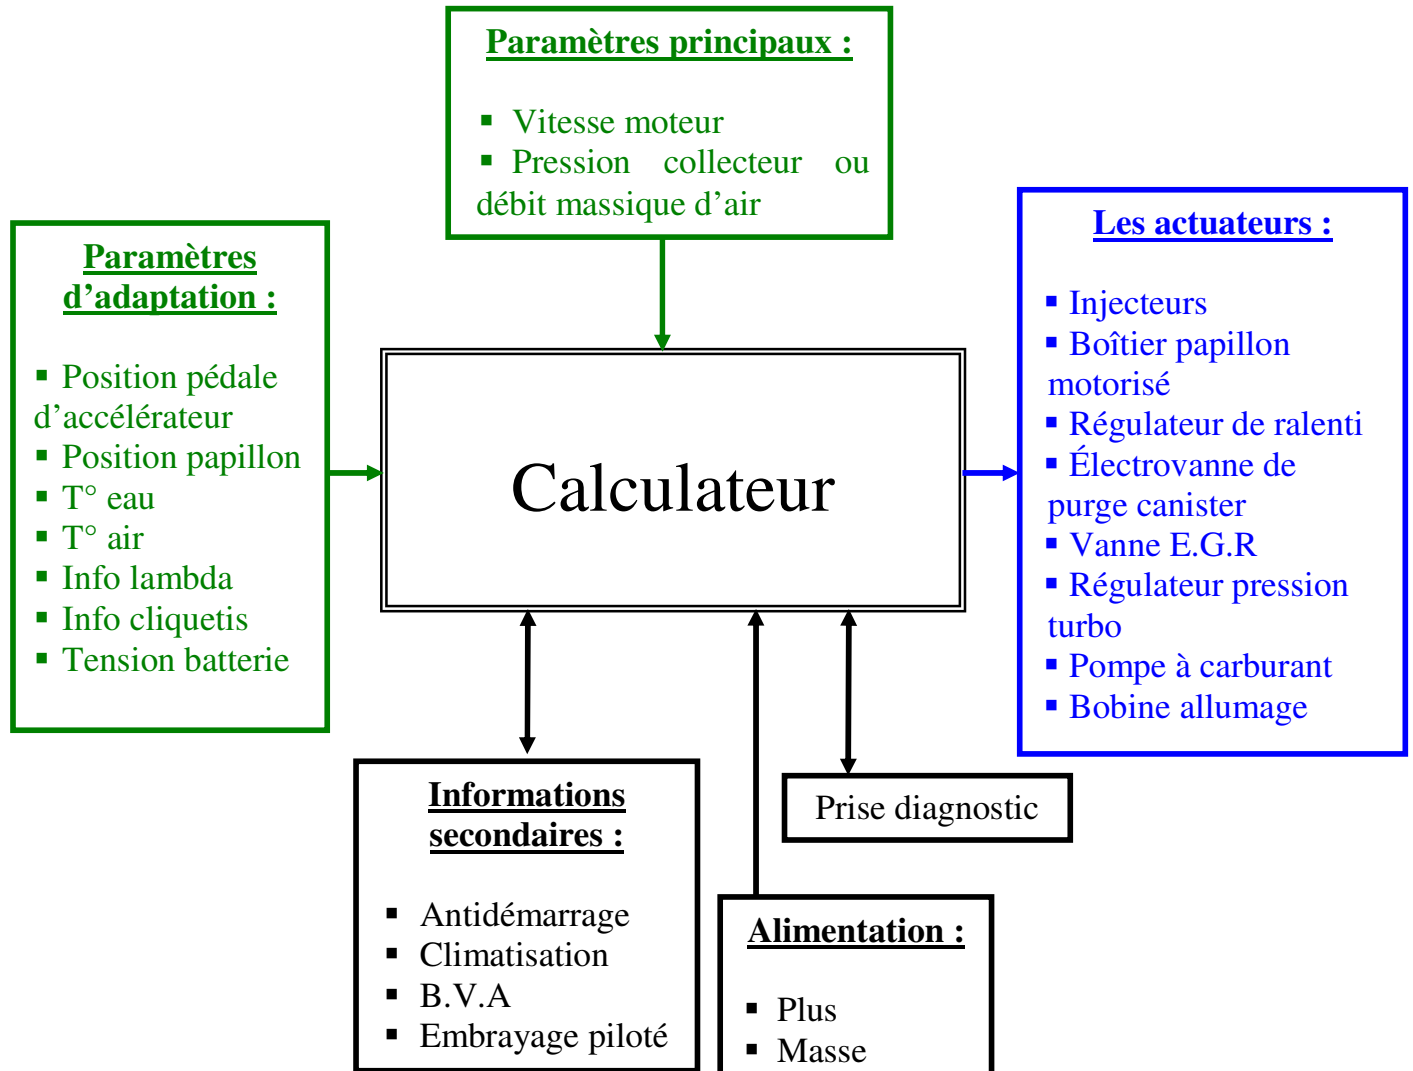 Paramètres principaux :
▪ Vitesse moteur
▪ Pression collecteur ou
débit massique d’air
Paramètres
d’adaptation :
▪ Position pédale
d’accélérateur
▪ Position papillon
▪ T° eau
▪ T° air
▪ Info lambda
▪ Info cliquetis
▪ Tension batterie
Calculateur
Les actuateurs :
▪ Injecteurs
▪ Boîtier papillon
motorisé
▪ Régulateur de ralenti
▪ Électrovanne de
purge canister
▪ Vanne E.G.R
▪ Régulateur pression
turbo
▪ Pompe à carburant
▪ Bobine allumage
Informations
secondaires :
▪ Antidémarrage
▪ Climatisation
▪ B.V.A
▪ Embrayage piloté
Prise diagnostic
Alimentation :
▪ Plus
▪ Masse